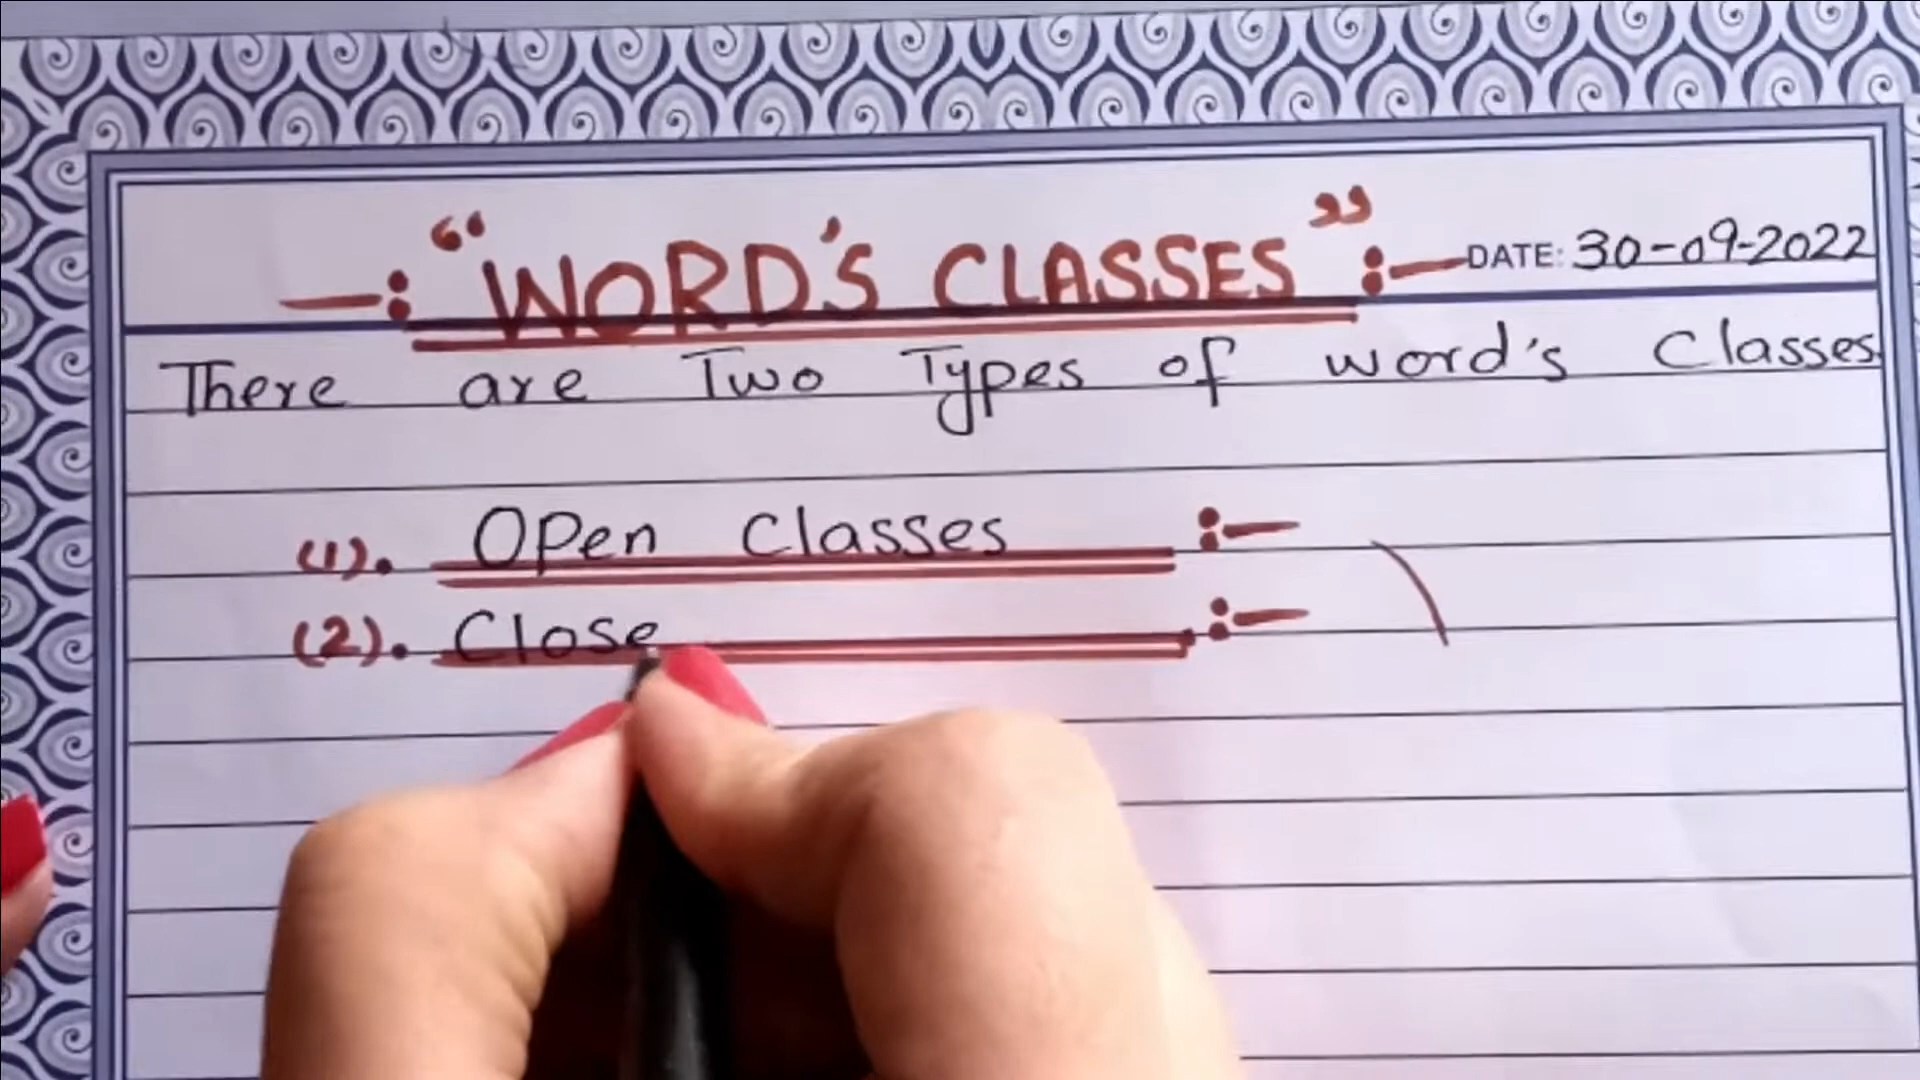 —: “WORD'S CLASSES” :— DATE: 30-09-2022
There are Two Types of word's Classes.
(1). Open Classes :—
(2). Close :—